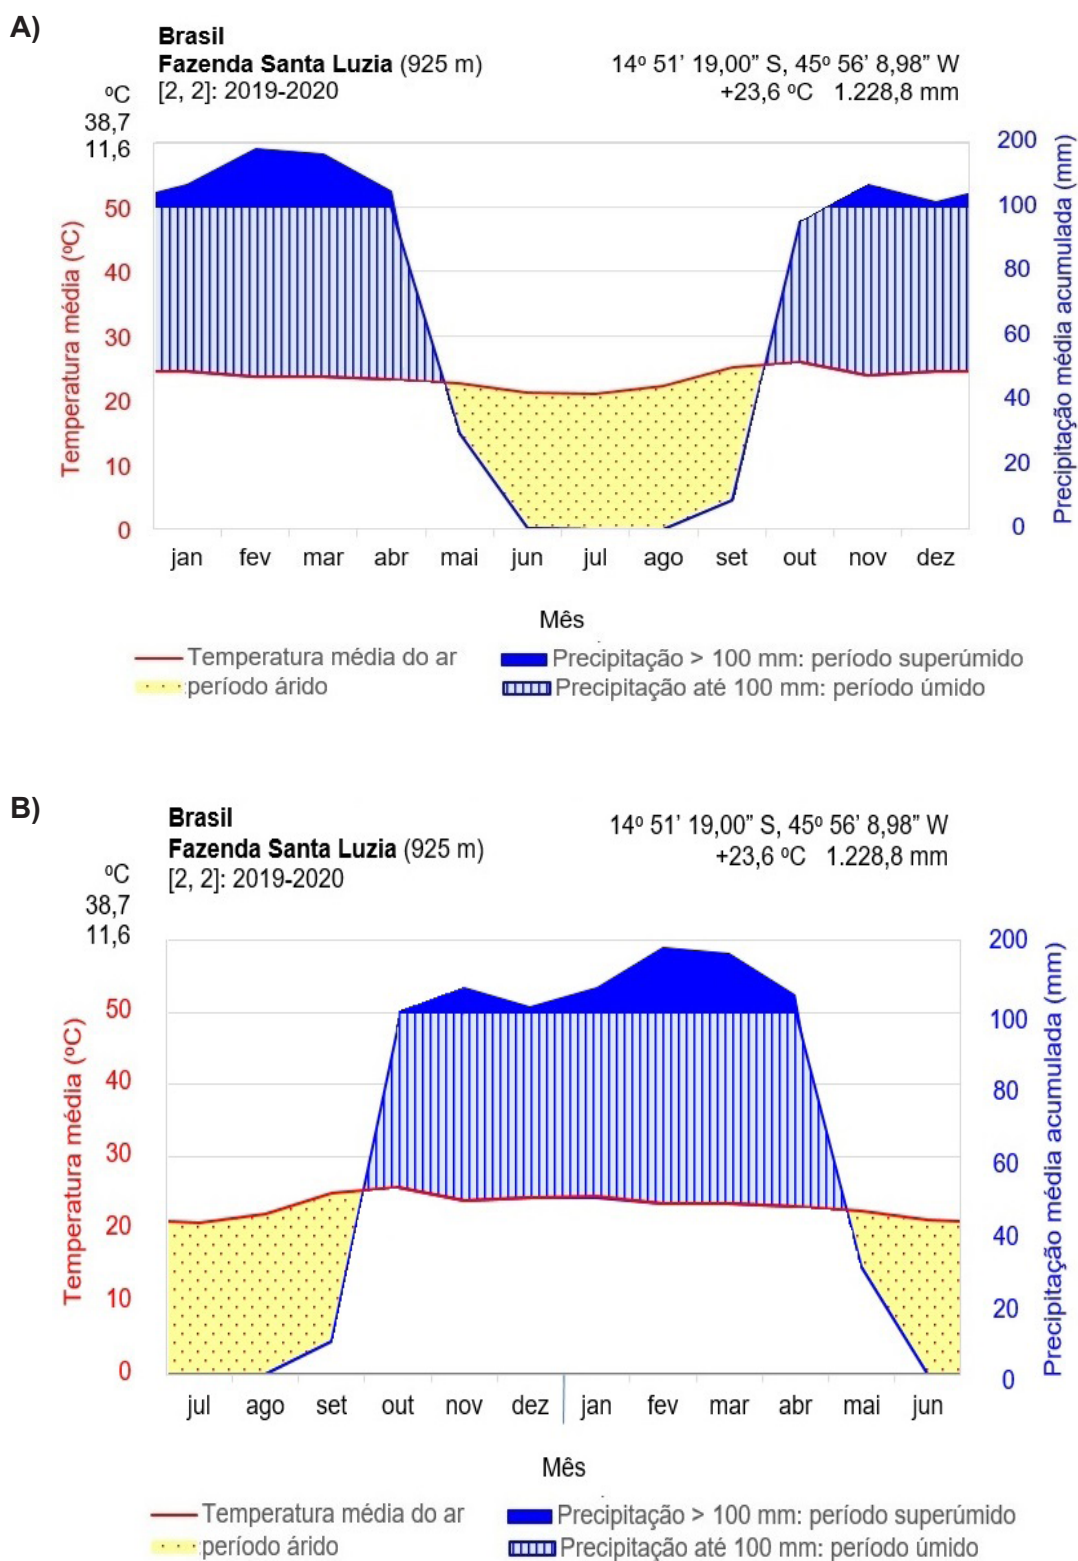 A)
Brasil
Fazenda Santa Luzia (925 m)
[2, 2]: 2019-2020
14º 51’ 19,00” S, 45º 56’ 8,98” W
+23,6 ºC 1.228,8 mm
ºC
38,7
11,6
50
40
30
20
10
0
Temperatura média (ºC)
200
100
80
60
40
20
0
Precipitação média acumulada (mm)
jan fev mar abr mai jun jul ago set out nov dez
Mês
Temperatura média do ar
Precipitação > 100 mm: período superúmido
período árido
Precipitação até 100 mm: período úmido
B)
Brasil
Fazenda Santa Luzia (925 m)
[2, 2]: 2019-2020
14º 51’ 19,00” S, 45º 56’ 8,98” W
+23,6 ºC 1.228,8 mm
ºC
38,7
11,6
50
40
30
20
10
0
Temperatura média (ºC)
200
100
80
60
40
20
0
Precipitação média acumulada (mm)
jul ago set out nov dez jan fev mar abr mai jun
Mês
Temperatura média do ar
Precipitação > 100 mm: período superúmido
período árido
Precipitação até 100 mm: período úmido